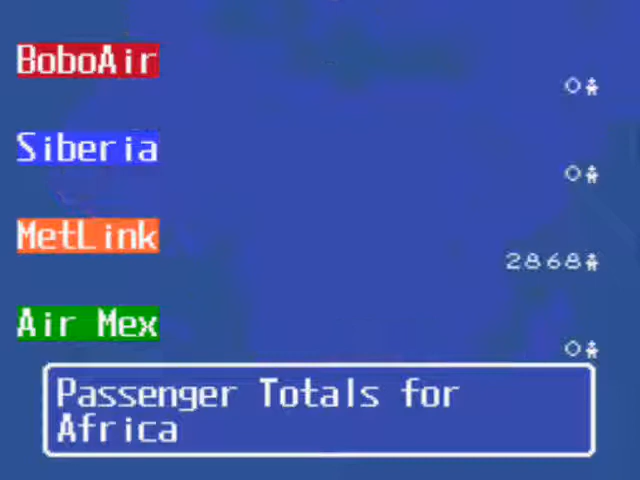 BoboAir
0
Siberia
0
MetLink
2868
Air Mex
0
Passenger Totals for
Africa